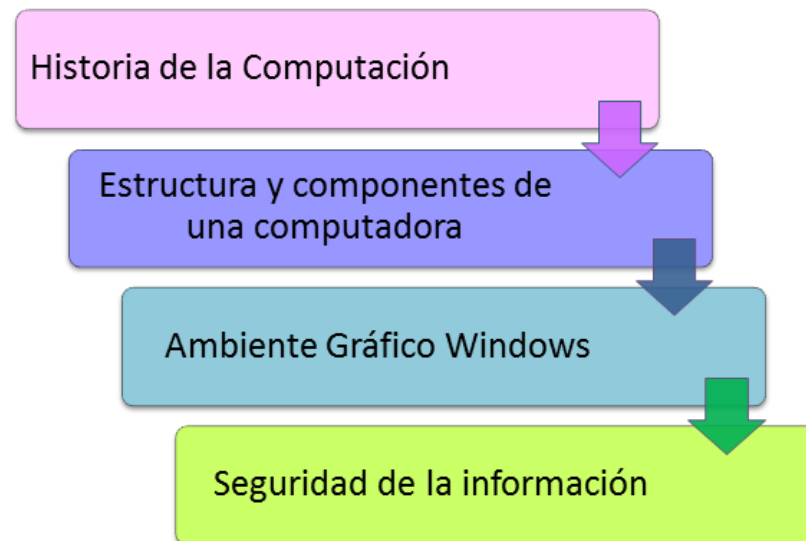 Historia de la Computación
Estructura y componentes de
una computadora
Ambiente Gráfico Windows
Seguridad de la información